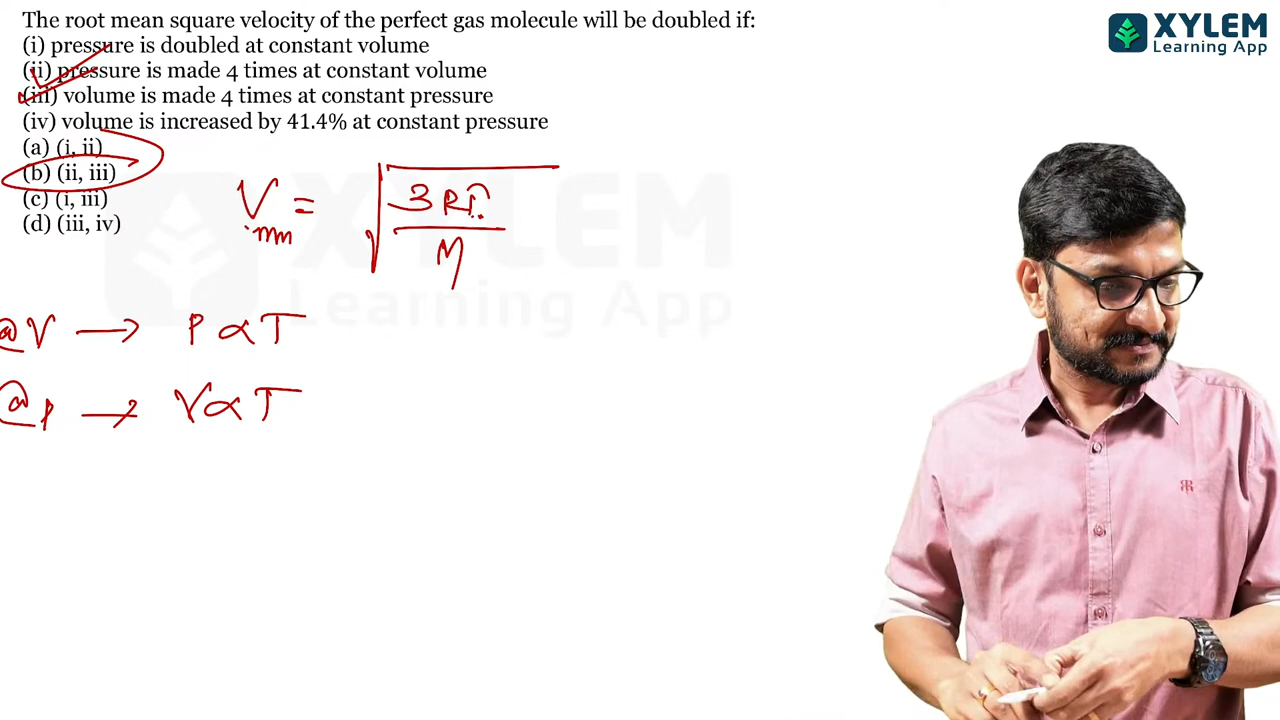 The root mean square velocity of the perfect gas molecule will be doubled if:
(i) pressure is doubled at constant volume
(ii) pressure is made 4 times at constant volume
(iii) volume is made 4 times at constant pressure
(iv) volume is increased by 41.4% at constant pressure
(a) (i, ii)
(b) (ii, iii)
(c) (i, iii)
(d) (iii, iv)
XYLEM
Learning App
V = √3RT
M
XYLEM
Learning App
@V → P ∝ T
@P → V ∝ T